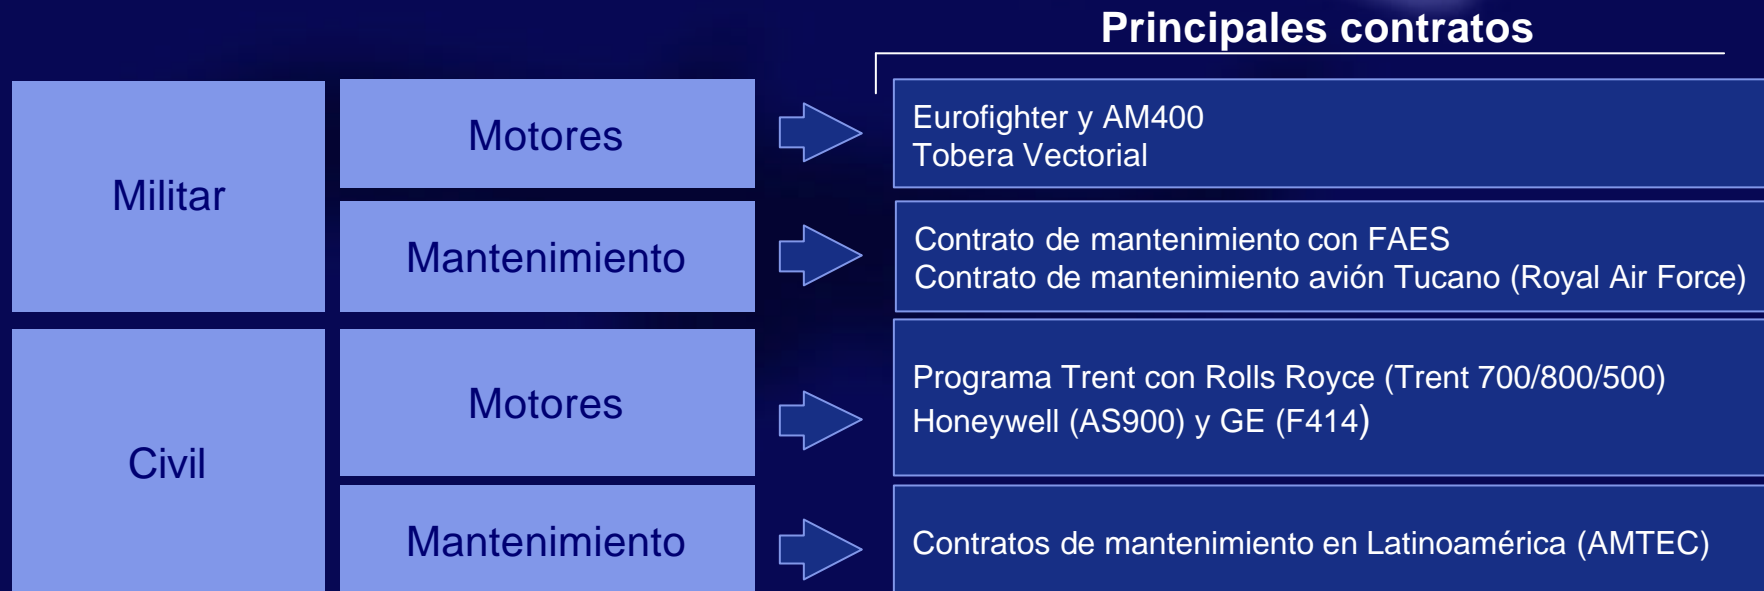 Principales contratos
Militar
Motores
Eurofighter y AM400
Tobera Vectorial
Mantenimiento
Contrato de mantenimiento con FAES
Contrato de mantenimiento avión Tucano (Royal Air Force)
Civil
Motores
Programa Trent con Rolls Royce (Trent 700/800/500)
Honeywell (AS900) y GE (F414)
Mantenimiento
Contratos de mantenimiento en Latinoamérica (AMTEC)